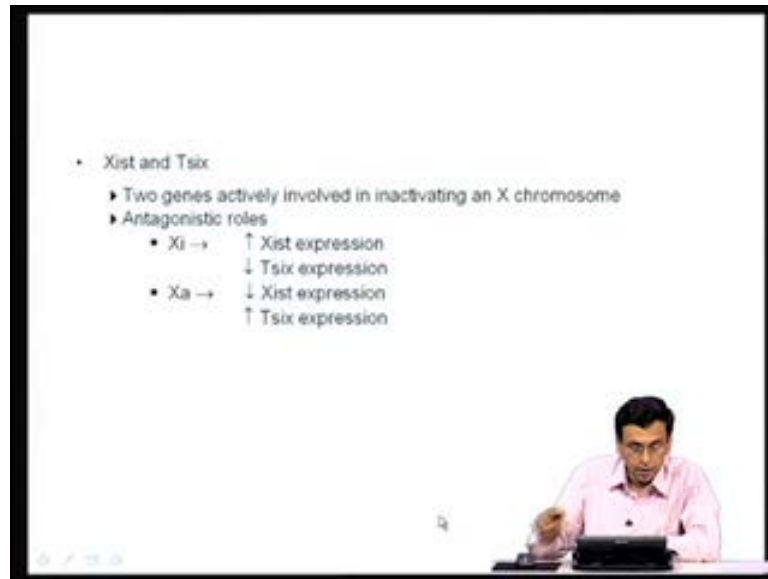 • Xist and Tsix
▸ Two genes actively involved in inactivating an X chromosome
▸ Antagonistic roles
▪ Xi → ↑ Xist expression
↓ Tsix expression
▪ Xa → ↓ Xist expression
↑ Tsix expression